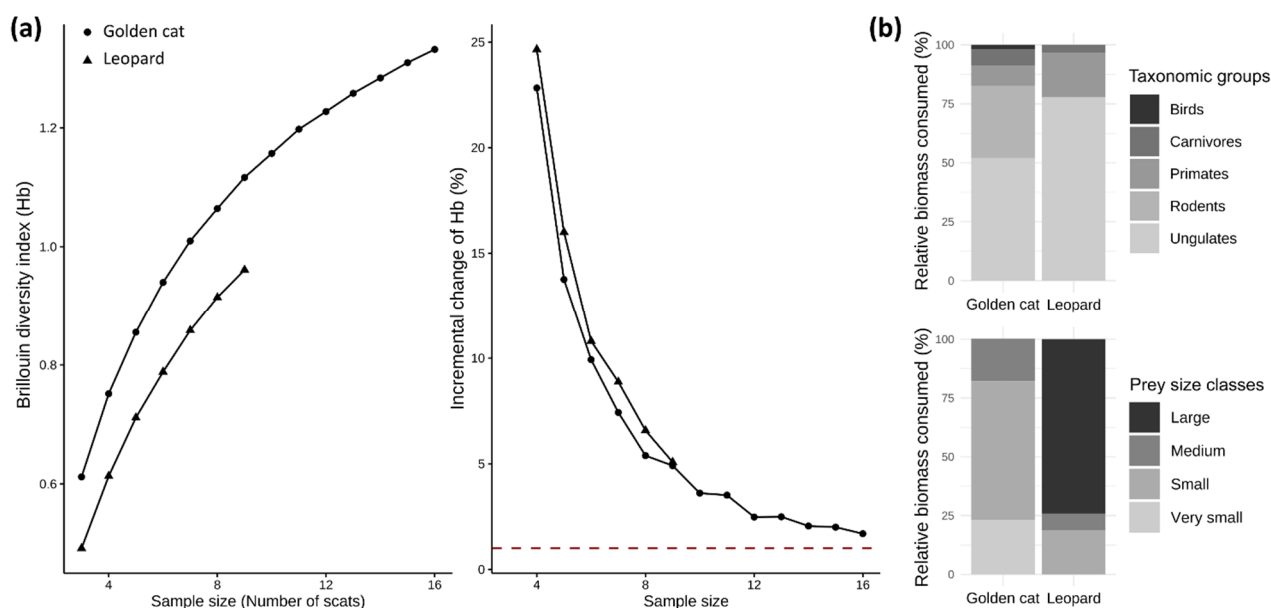 (a)
Golden cat
Leopard
Brillouin diversity index (Hb)
1.2
1.0
0.8
0.6
4 8 12 16
Sample size (Number of scats)
Incremental change of Hb (%)
25
20
15
10
5
0
4 8 12 16
Sample size
(b)
Relative biomass consumed (%)
100
75
50
25
0
Golden cat Leopard
Taxonomic groups
Birds
Carnivores
Primates
Rodents
Ungulates
Relative biomass consumed (%)
100
75
50
25
0
Golden cat Leopard
Prey size classes
Large
Medium
Small
Very small